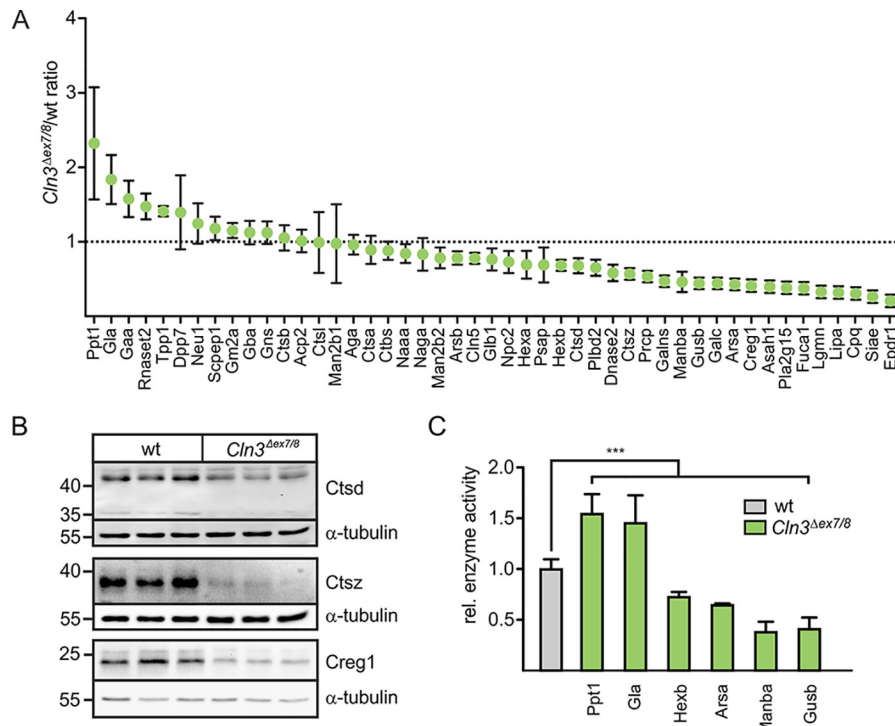 A
Cln3Δex7/8/wt ratio
4
3
2
1
Ppt1
Gla
Gaa
Rnaset2
Tpp1
Dpp7
Neu1
Scpep1
Gm2a
Gba
Gns
Ctsb
Acp2
Ctsl
Man2b1
Aga
Ctsa
Ctbs
Naaa
Naga
Man2b2
Arsb
Cln5
Glb1
Npc2
Hexa
Psap
Hexb
Ctsd
Plbd2
Dnase2
Ctsz
Prcp
Galns
Manba
Gusb
Galc
Arsa
Creg1
Asah1
Pla2g15
Fuca1
Lgmn
Lipa
Cpq
Siae
Epdr1
B
wt Cln3Δex7/8
40
35
Ctsd
55
α-tubulin
40
Ctsz
55
α-tubulin
25
Creg1
55
α-tubulin
C
rel. enzyme activity
2.0
1.5
1.0
0.5
***
wt
Cln3Δex7/8
Ppt1
Gla
Hexb
Arsa
Manba
Gusb